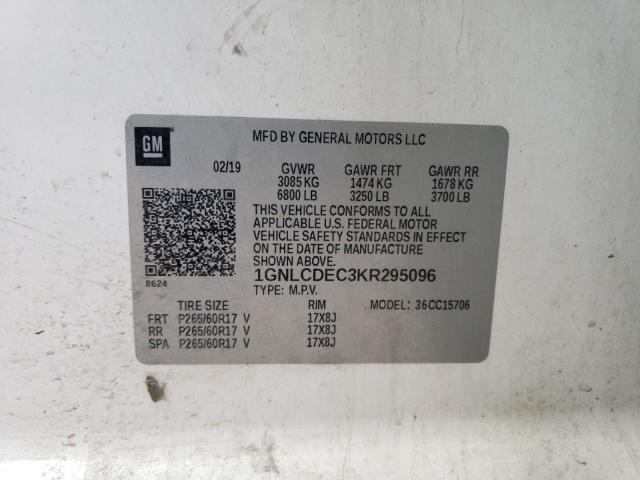 GM
MFD BY GENERAL MOTORS LLC
02/19 GVWR GAWR FRT GAWR RR
3085 KG 1474 KG 1678 KG
6800 LB 3250 LB 3700 LB
THIS VEHICLE CONFORMS TO ALL
APPLICABLE U.S. FEDERAL MOTOR
VEHICLE SAFETY STANDARDS IN EFFECT
ON THE DATE OF MANUFACTURE
SHOWN ABOVE.
1GNLCDEC3KR295096
8624
TYPE: M.P.V.
TIRE SIZE RIM MODEL: 36CC15706
FRT P265/60R17 V 17X8J
RR P265/60R17 V 17X8J
SPA P265/60R17 V 17X8J